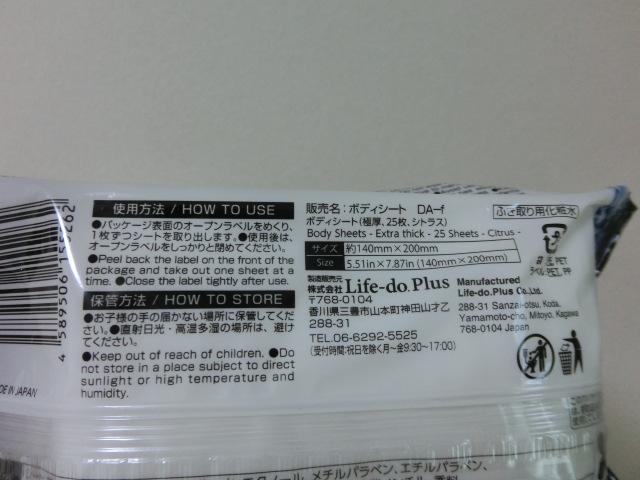 使用方法 / HOW TO USE
●パッケージ表面のオープンラベルをめくり、
1枚ずつシートを取り出します。●使用後は、
オープンラベルをしっかりと閉めてください。
●Peel back the label on the front of the
package and take out one sheet at a
time. ●Close the label tightly after use.
保管方法 / HOW TO STORE
●お子様の手の届かない場所に保管してくだ
さい。●直射日光・高温多湿の場所は、避け
てください。
●Keep out of reach of children. ●Do
not store in a place subject to direct
sunlight or high temperature and
humidity.
販売名：ボディシート DA-f
ボディシート(極厚、25枚、シトラス)
Body Sheets - Extra thick - 25 Sheets - Citrus -
サイズ 約140mm×200mm
Size 5.51in×7.87in (140mm×200mm)
製造販売元
株式会社 Life-do.Plus
〒768-0104
香川県三豊市山本町神田山才乙
288-31
TEL.06-6292-5525
(受付時間:祝日を除く月～金9:30～17:00)
Manufactured
Life-do.Plus Co.,Ltd.
288-31 Sanzai-otsu, Koda,
Yamamoto-cho, Mitoyo, Kagawa
768-0104 Japan
ふき取り用化粧水
PET
ラベル:PET, PP
DE IN JAPAN
メチルパラベン、エチルパラベン、